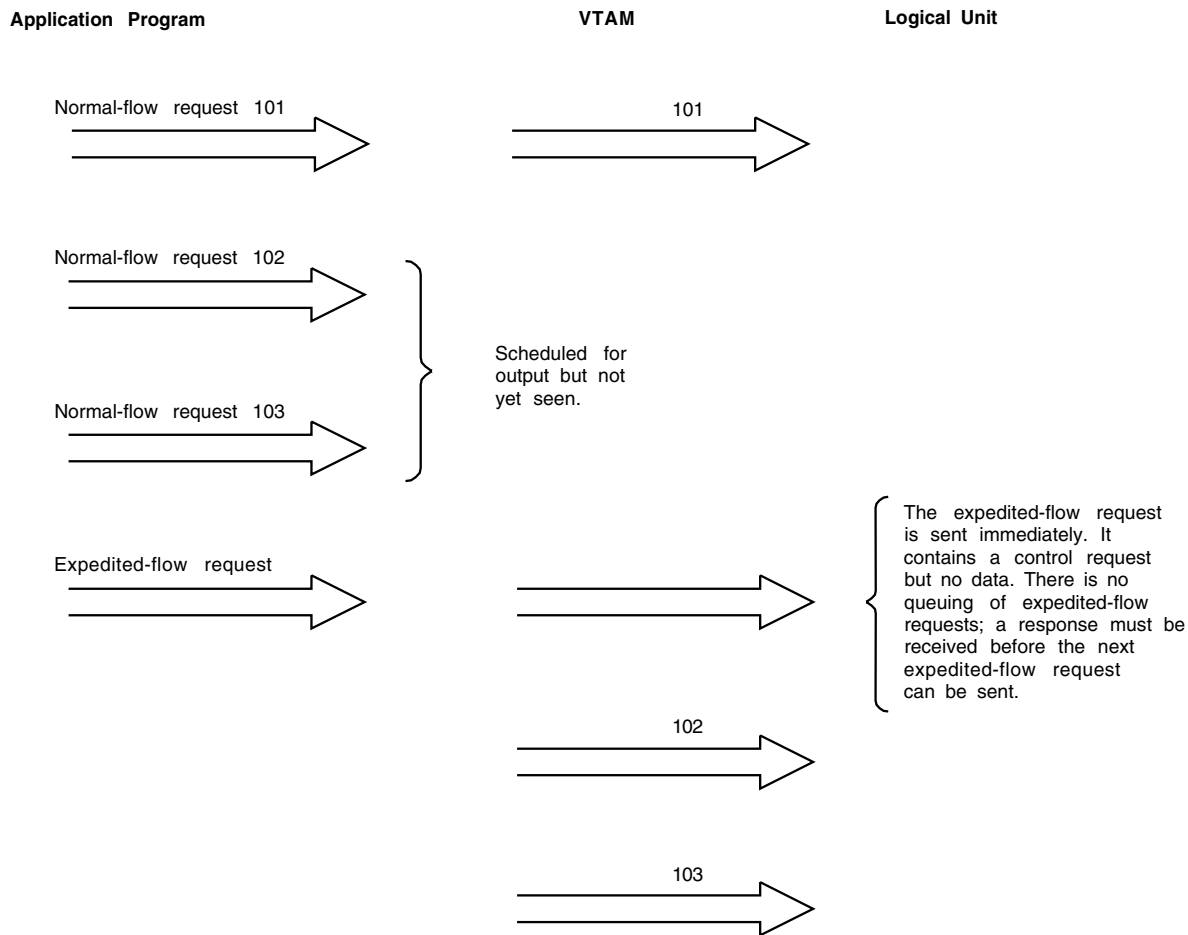 Application Program
VTAM
Logical Unit
Normal-flow request 101
101
Normal-flow request 102
Scheduled for
output but not
yet seen.
Normal-flow request 103
Expedited-flow request
The expedited-flow request
is sent immediately. It
contains a control request
but no data. There is no
queuing of expedited-flow
requests; a response must be
received before the next
expedited-flow request
can be sent.
102
103